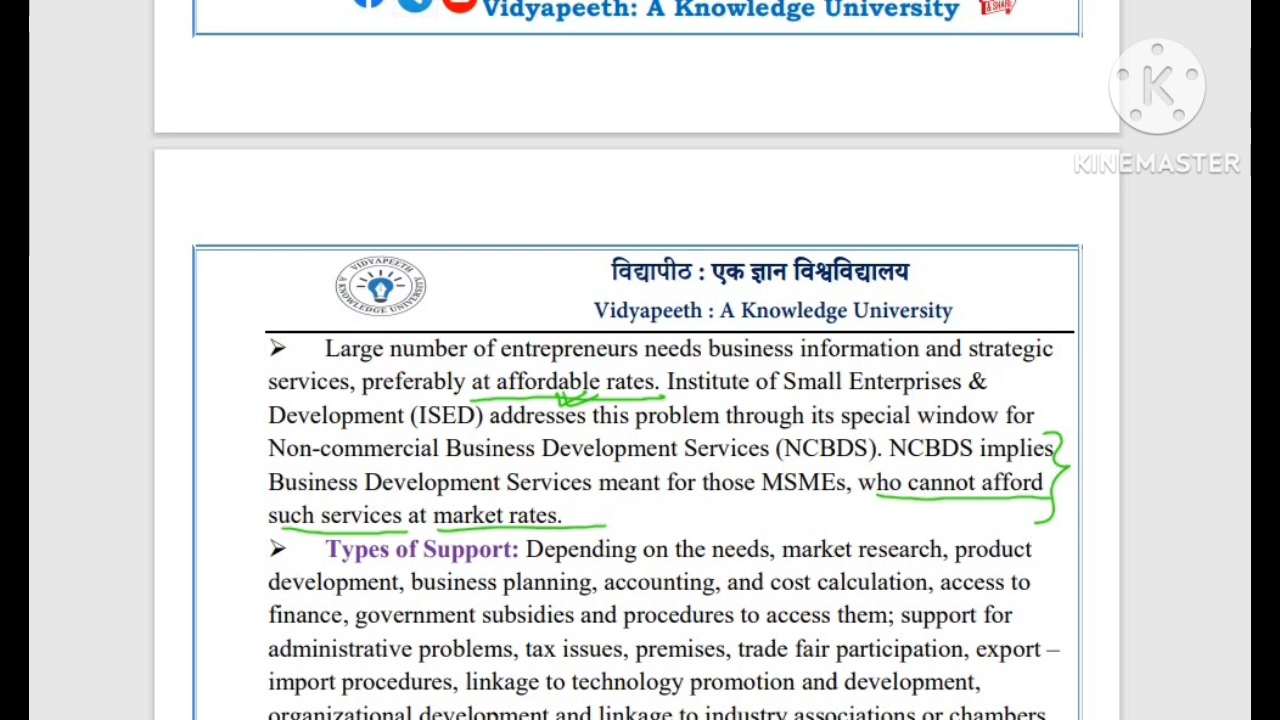 Vidyapeeth: A Knowledge University
& SHARE
KINEMASTER
VIDYAPEETH
A KNOWLEDGE UNIVERSITY
विद्यापीठ : एक ज्ञान विश्वविद्यालय
Vidyapeeth : A Knowledge University
➤ Large number of entrepreneurs needs business information and strategic
services, preferably at affordable rates. Institute of Small Enterprises &
Development (ISED) addresses this problem through its special window for
Non-commercial Business Development Services (NCBDS). NCBDS implies
Business Development Services meant for those MSMEs, who cannot afford
such services at market rates.
➤ Types of Support: Depending on the needs, market research, product
development, business planning, accounting, and cost calculation, access to
finance, government subsidies and procedures to access them; support for
administrative problems, tax issues, premises, trade fair participation, export –
import procedures, linkage to technology promotion and development,
organizational development and linkage to industry associations or chambers